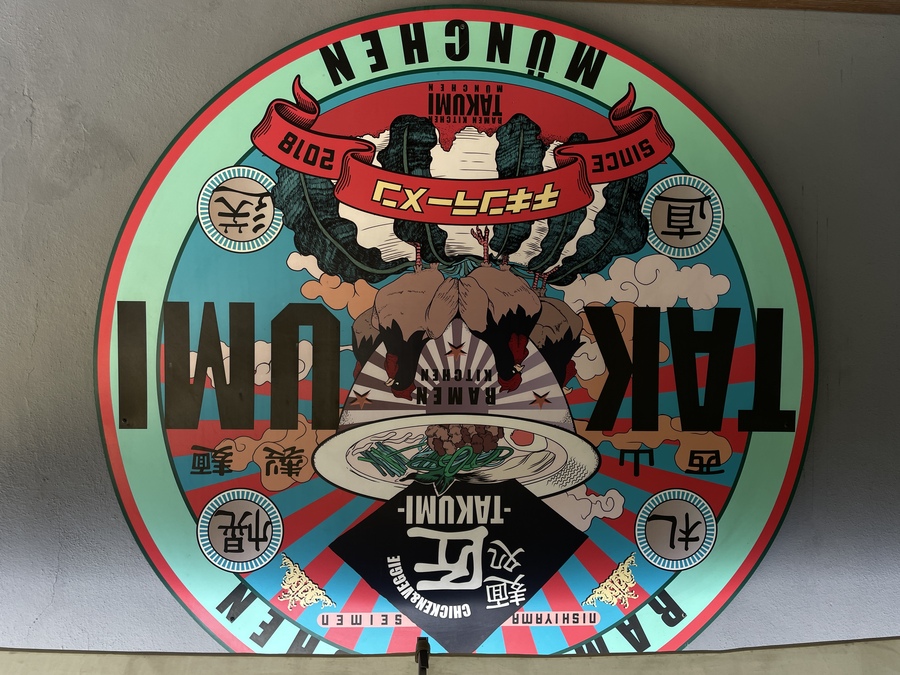 RAMEN KITCHEN
NISHIYAMA SEIMEN
CHICKEN&VEGGIE
麺処
匠
-TAKUMI-
札 幌
西山 製麺
TAKUMI
RAMEN
KITCHEN
直 送
チキンラーメン
SINCE 2018
RAMEN KITCHEN
TAKUMI
MÜNCHEN
MÜNCHEN